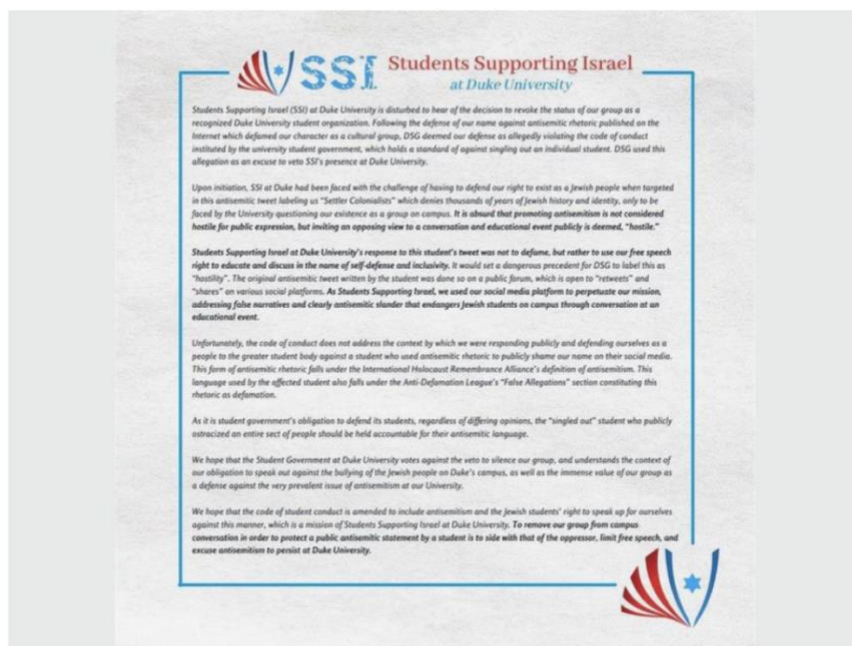 SSI Students Supporting Israel
at Duke University
Students Supporting Israel (SSI) at Duke University is disturbed to hear of the decision to revoke the status of our group as a
recognized Duke University student organization. Following the defense of our name against antisemitic rhetoric published on the
Internet which defamed our character as a cultural group, DSG deemed our defense as allegedly violating the code of conduct
instituted by the university student government, which holds a standard of against singling out an individual student. DSG used this
allegation as an excuse to veto SSI's presence at Duke University.
Upon initiation, SSI at Duke had been faced with the challenge of having to defend our right to exist as a Jewish people when targeted
in this antisemitic tweet labeling us "Settler Colonialists" which denies thousands of years of Jewish history and identity, only to be
faced by the University questioning our existence as a group on campus. It is absurd that promoting antisemitism is not considered
hostile for public expression, but inviting an opposing view to a conversation and educational event publicly is deemed, "hostile."
Students Supporting Israel at Duke University's response to this student's tweet was not to defame, but rather to use our free speech
right to educate and discuss in the name of self-defense and inclusivity. It would set a dangerous precedent for DSG to label this as
"hostility". The original antisemitic tweet written by the student was done so on a public forum, which is open to "retweets" and
"shares" on various social platforms. As Students Supporting Israel, we used our social media platform to perpetuate our mission,
addressing false narratives and clearly antisemitic slander that endangers Jewish students on campus through conversation at an
educational event.
Unfortunately, the code of conduct does not address the context by which we were responding publicly and defending ourselves as a
people to the greater student body against a student who used antisemitic rhetoric to publicly shame our name on their social media.
This form of antisemitic rhetoric falls under the International Holocaust Remembrance Alliance's definition of antisemitism. This
language used by the affected student also falls under the Anti-Defamation League's "False Allegations" section constituting this
rhetoric as defamation.
As it is student government's obligation to defend its students, regardless of differing opinions, the "singled out" student who publicly
ostracized an entire sect of people should be held accountable for their antisemitic language.
We hope that the Student Government at Duke University votes against the veto to silence our group, and understands the context of
our obligation to speak out against the bullying of the Jewish people on Duke's campus, as well as the immense value of our group as
a defense against the very prevalent issue of antisemitism at our University.
We hope that the code of student conduct is amended to include antisemitism and the Jewish students' right to speak up for ourselves
against this manner, which is a mission of Students Supporting Israel at Duke University. To remove our group from campus
conversation in order to protect a public antisemitic statement by a student is to side with that of the oppressor, limit free speech, and
excuse antisemitism to persist at Duke University.